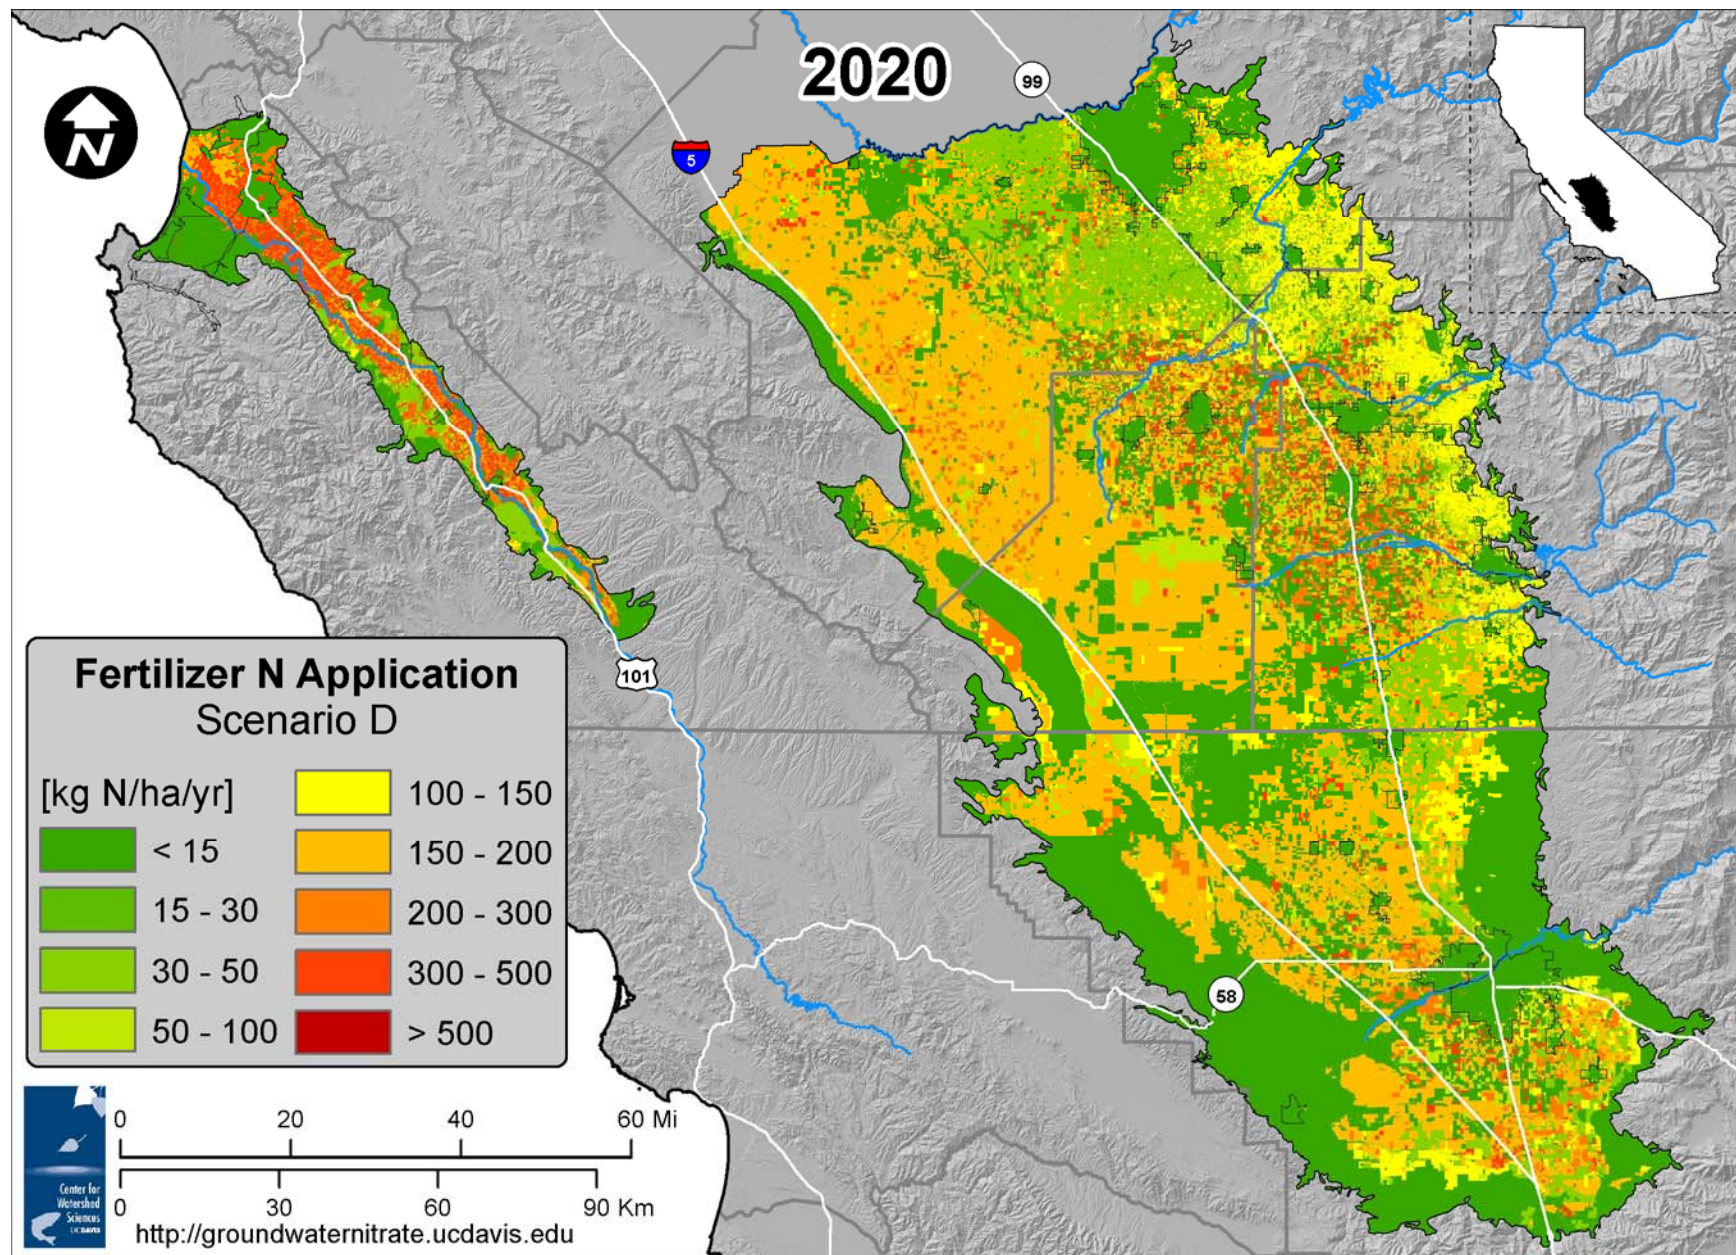 2020
99
5
N
101
58
Fertilizer N Application
Scenario D
[kg N/ha/yr]
< 15
15 - 30
30 - 50
50 - 100
100 - 150
150 - 200
200 - 300
300 - 500
> 500
0 20 40 60 Mi
0 30 60 90 Km
Center for
Watershed
Sciences
UC DAVIS
http://groundwaternitrate.ucdavis.edu